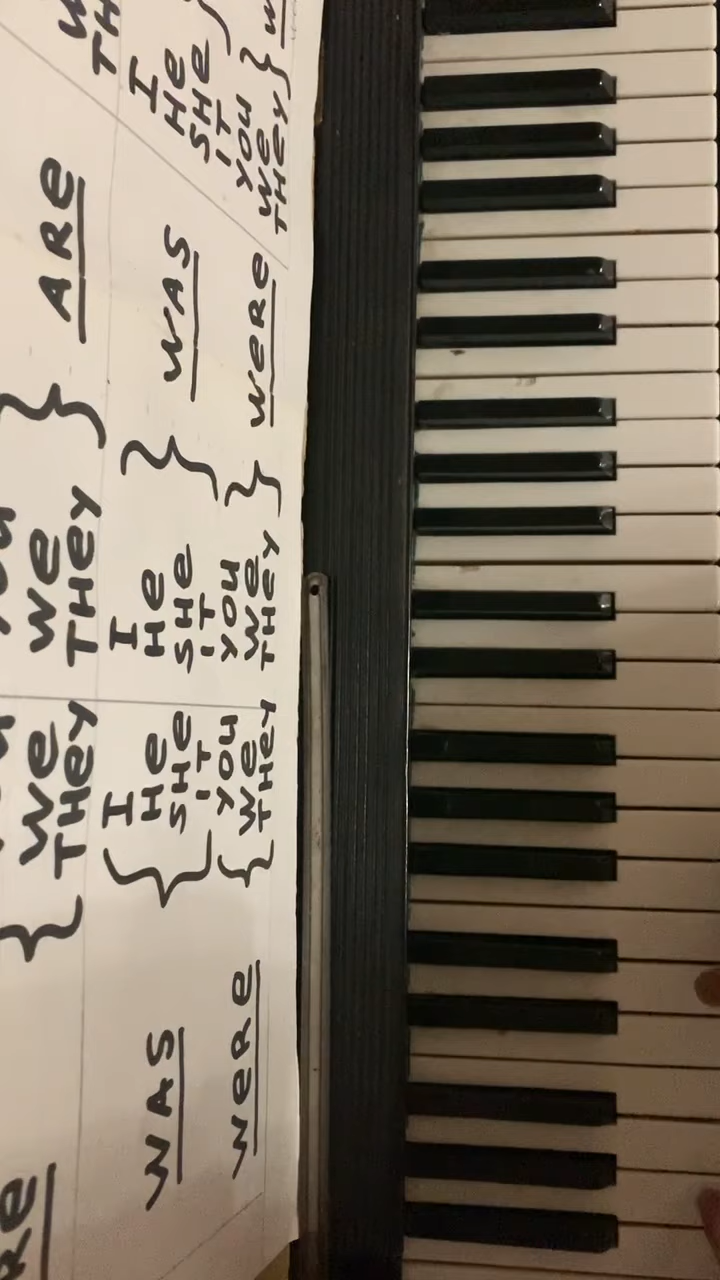 WE
THEY
{
WAS { I
HE
SHE
IT
WERE { YOU
WE
THEY
WE
THEY
} ARE
I
HE
SHE
IT
} WAS
YOU
WE
THEY
} WERE
I
HE
SHE
IT
}
YOU
WE
THEY
}